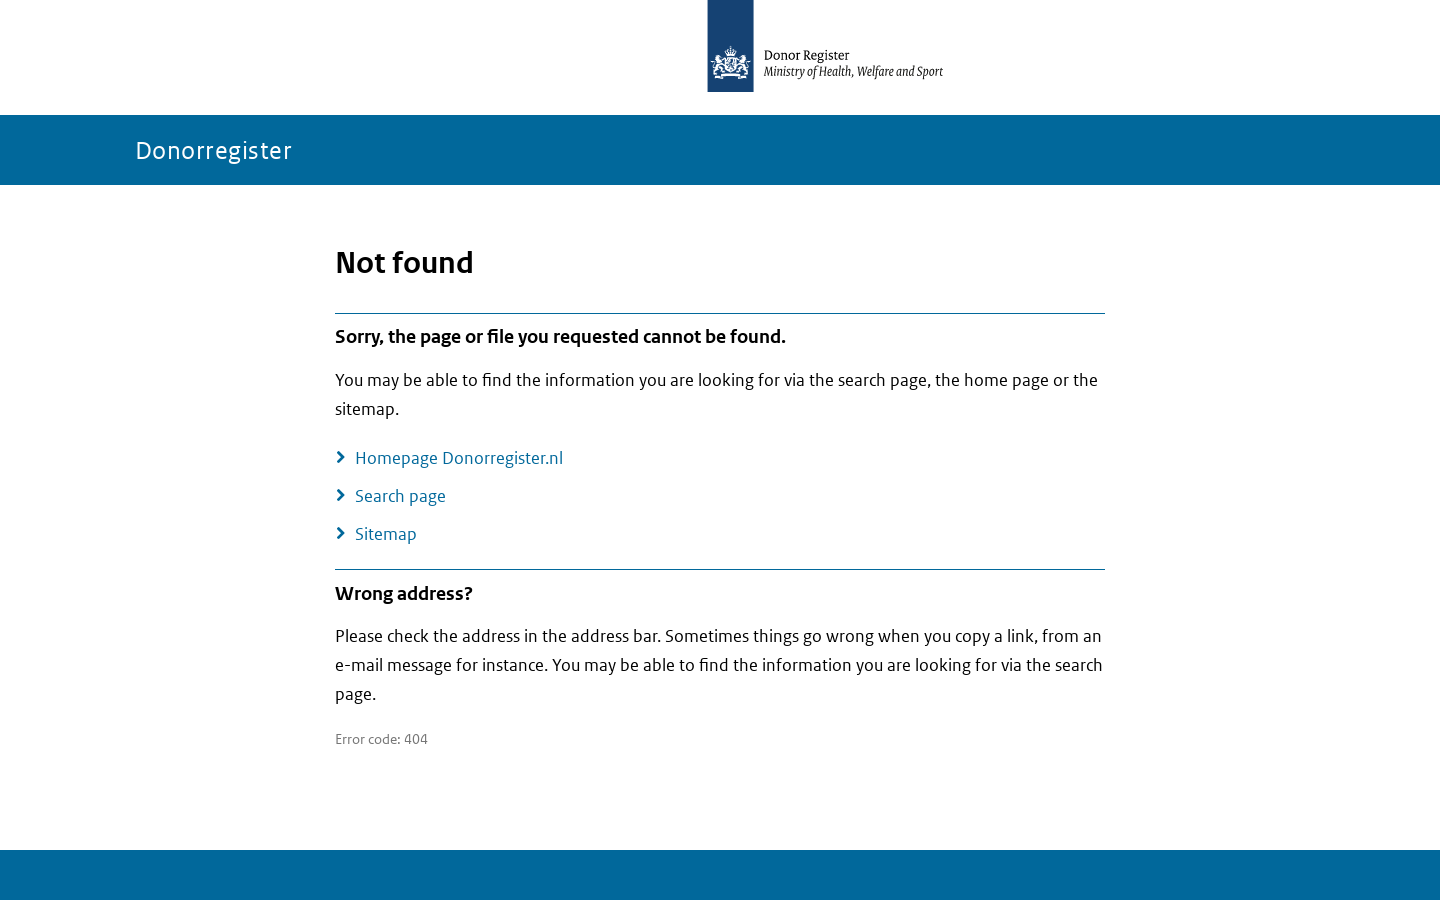 Donor Register
Ministry of Health, Welfare and Sport
Donorregister
Not found
Sorry, the page or file you requested cannot be found.
You may be able to find the information you are looking for via the search page, the home page or the
sitemap.
Homepage Donorregister.nl
Search page
Sitemap
Wrong address?
Please check the address in the address bar. Sometimes things go wrong when you copy a link, from an
e-mail message for instance. You may be able to find the information you are looking for via the search
page.
Error code: 404